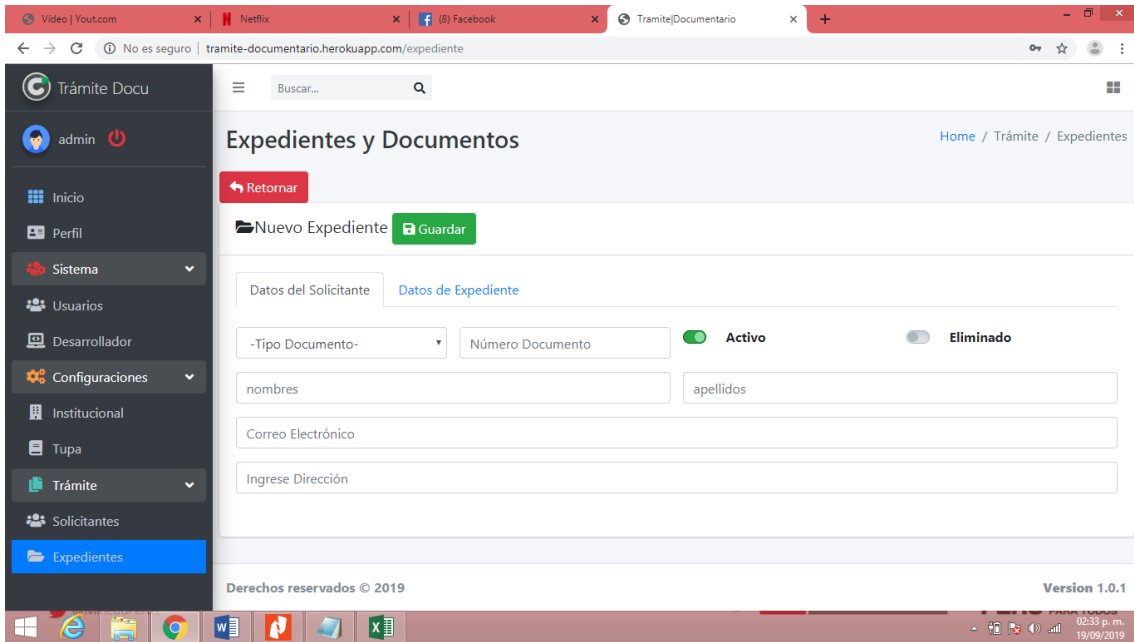 Vídeo | Yout.com
Netflix
(8) Facebook
Tramite|Documentario
No es seguro | tramite-documentario.herokuapp.com/expediente
Trámite Docu
Buscar...
admin
Expedientes y Documentos
Home / Trámite / Expedientes
Retornar
Inicio
Nuevo Expediente Guardar
Perfil
Sistema
Datos del Solicitante Datos de Expediente
Usuarios
Desarrollador
-Tipo Documento- Número Documento Activo Eliminado
Configuraciones
nombres apellidos
Institucional
Correo Electrónico
Tupa
Ingrese Dirección
Trámite
Solicitantes
Expedientes
Derechos reservados © 2019 Version 1.0.1
PARA TODOS
02:33 p. m.
19/09/2019